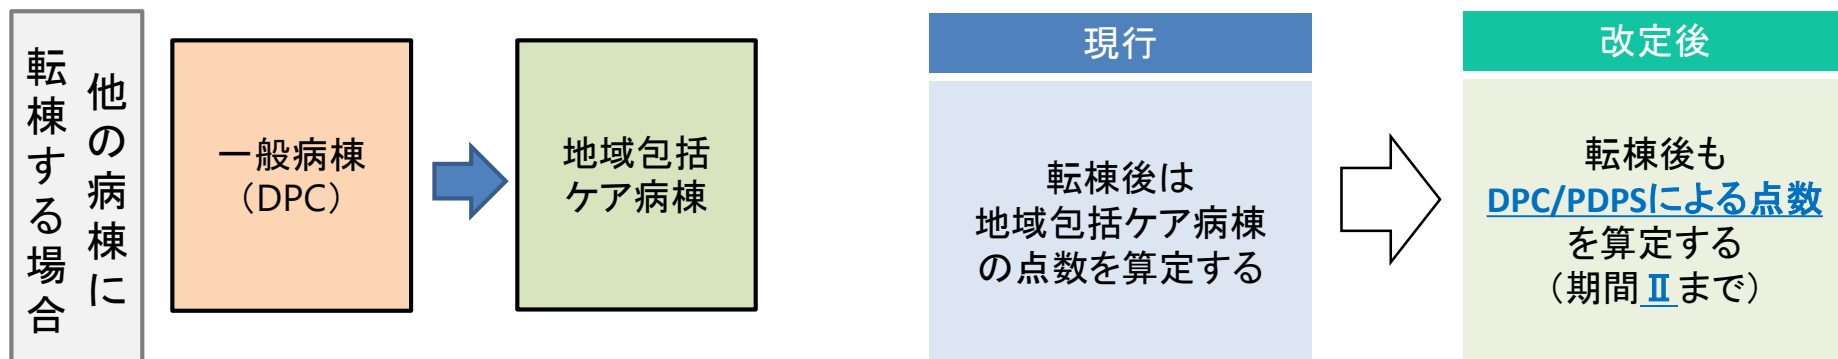 他の病棟に
転棟する場合
一般病棟
（DPC）
地域包括
ケア病棟
現行
転棟後は
地域包括ケア病棟
の点数を算定する
改定後
転棟後も
DPC/PDPSによる点数
を算定する
（期間Ⅱまで）